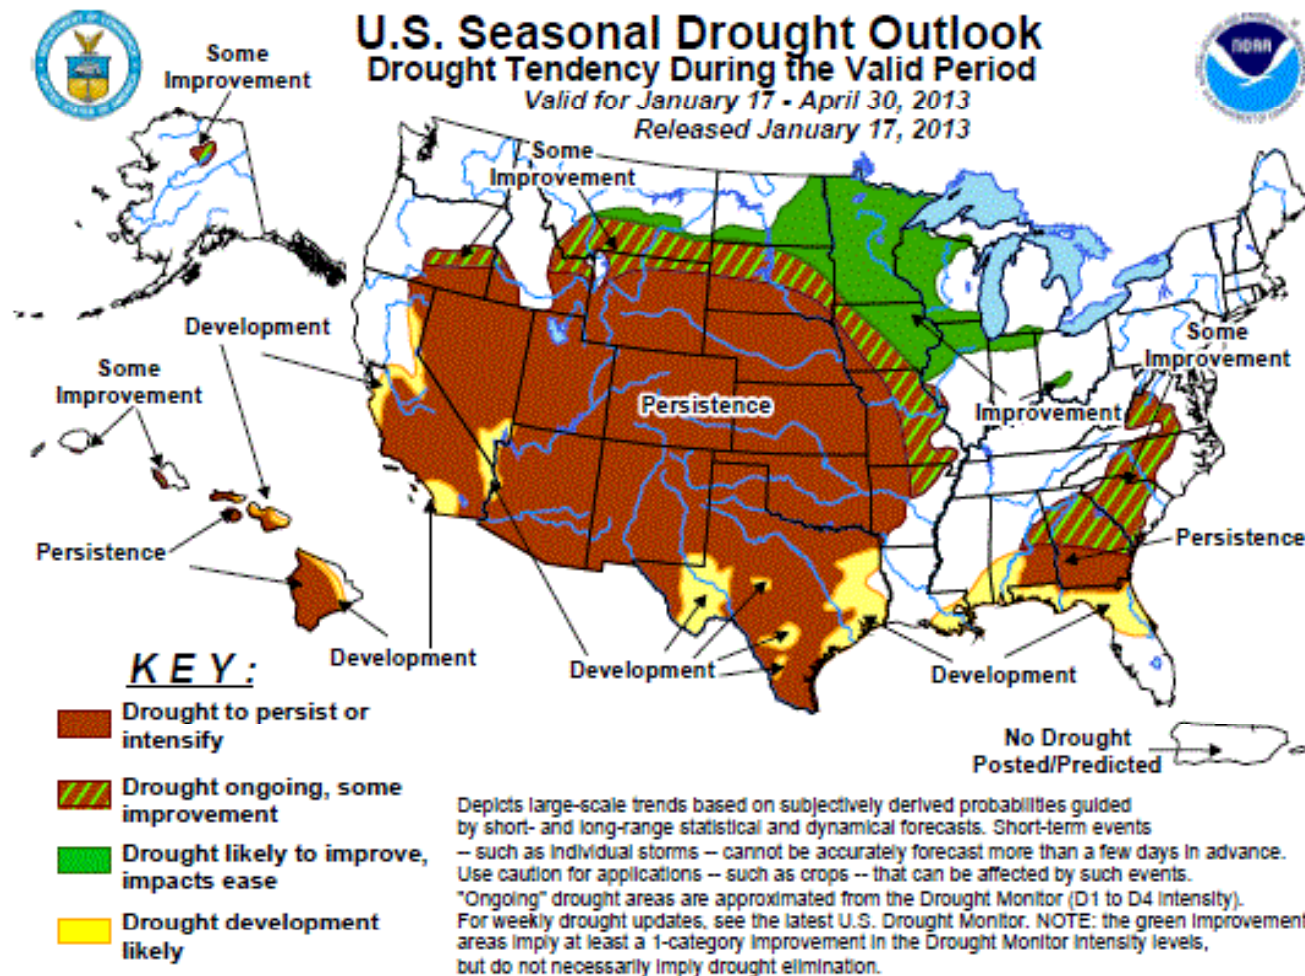 U.S. Seasonal Drought Outlook
Drought Tendency During the Valid Period
Valid for January 17 - April 30, 2013
Released January 17, 2013
NOAA
Some
Improvement
Some
Improvement
Development
Some
Improvement
Some
Improvement
Persistence
Improvement
Persistence
Persistence
Development
Development
Development
KEY:
Drought to persist or
intensify
Drought ongoing, some
improvement
Drought likely to improve,
impacts ease
Drought development
likely
No Drought
Posted/Predicted
Depicts large-scale trends based on subjectively derived probabilities guided
by short- and long-range statistical and dynamical forecasts. Short-term events
-- such as individual storms -- cannot be accurately forecast more than a few days in advance.
Use caution for applications -- such as crops -- that can be affected by such events.
"Ongoing" drought areas are approximated from the Drought Monitor (D1 to D4 intensity).
For weekly drought updates, see the latest U.S. Drought Monitor. NOTE: the green improvement
areas imply at least a 1-category improvement in the Drought Monitor intensity levels,
but do not necessarily imply drought elimination.